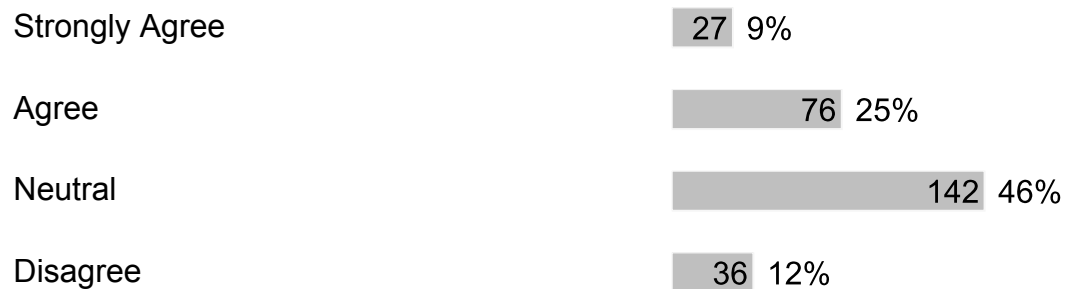 Strongly Agree 27 9%
Agree 76 25%
Neutral 142 46%
Disagree 36 12%